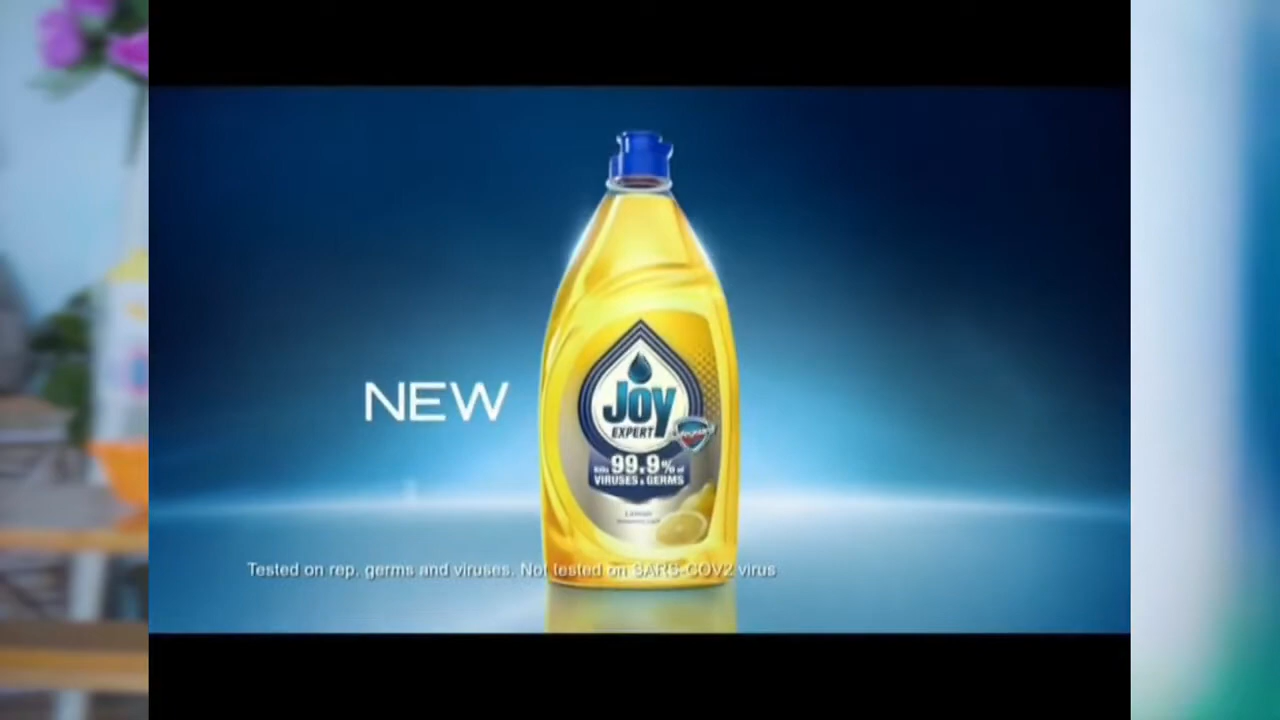 NEW
Joy
EXPERT
Safeguard
Kills 99.9% of
VIRUSES & GERMS
Lemon
Tested on rep. germs and viruses. Not tested on SARS-COV2 virus